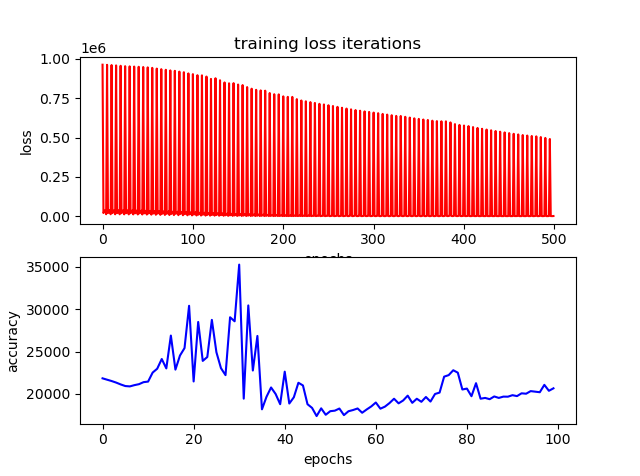 training loss iterations
1e6
1.00
0.75
0.50
0.25
0.00
loss
0 100 200 300 400 500
epochs
35000
30000
25000
20000
accuracy
0 20 40 60 80 100
epochs